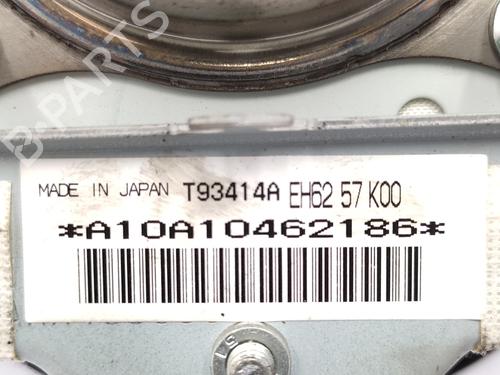 B-PARTS
MADE IN JAPAN T93414A EH62 57 K00
*A10A10462186*